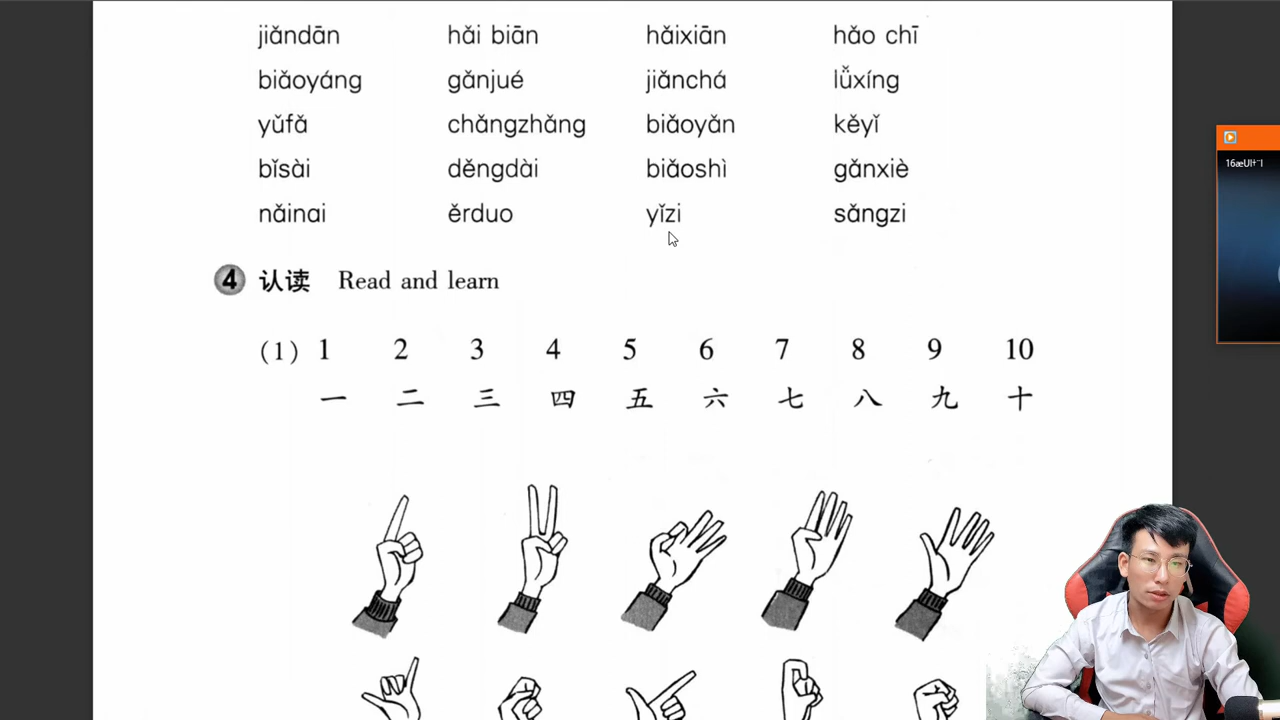 jiǎndān hǎi biān hǎixiān hǎo chī
biǎoyáng gǎnjué jiǎnchá lǚxíng
yǔfǎ chǎngzhǎng biǎoyǎn kěyǐ
bǐsài děngdài biǎoshì gǎnxiè
nǎinai ěrduo yǐzi sǎngzi
4 认读 Read and learn
(1) 1 2 3 4 5 6 7 8 9 10
一 二 三 四 五 六 七 八 九 十